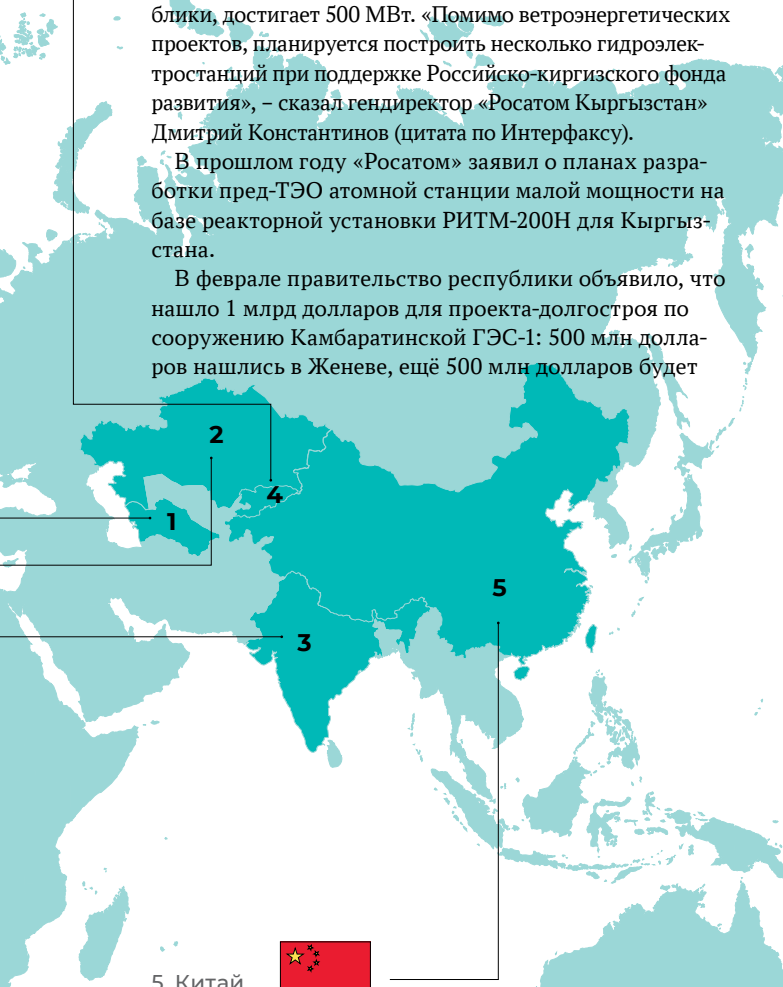 блики, достигает 500 МВт. «Помимо ветроэнергетических
проектов, планируется построить несколько гидроэлек-
тростанций при поддержке Российско-киргизского фонда
развития», – сказал гендиректор «Росатом Кыргызстан»
Дмитрий Константинов (цитата по Интерфаксу).
В прошлом году «Росатом» заявил о планах разра-
ботки пред-ТЭО атомной станции малой мощности на
базе реакторной установки РИТМ-200Н для Кыргыз-
стана.
В феврале правительство республики объявило, что
нашло 1 млрд долларов для проекта-долгостроя по
сооружению Камбаратинской ГЭС-1: 500 млн долла-
ров нашлись в Женеве, ещё 500 млн долларов будет
2
4
1
5
3
5. Китай